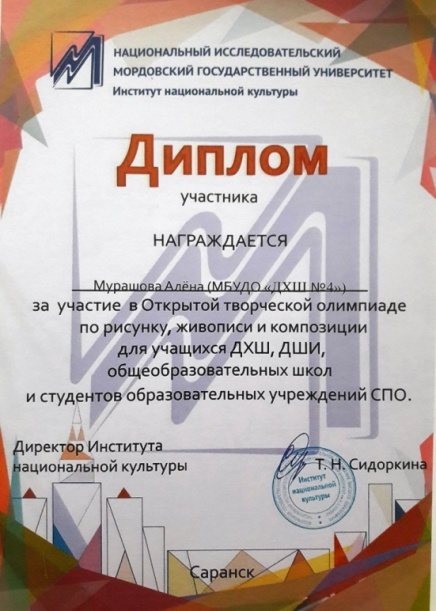 НАЦИОНАЛЬНЫЙ ИССЛЕДОВАТЕЛЬСКИЙ
МОРДОВСКИЙ ГОСУДАРСТВЕННЫЙ УНИВЕРСИТЕТ
Институт национальной культуры
Диплом
участника
НАГРАЖДАЕТСЯ
Мурашова Алёна (МБУДО «ДХШ №4»)
за участие в Открытой творческой олимпиаде
по рисунку, живописи и композиции
для учащихся ДХШ, ДШИ,
общеобразовательных школ
и студентов образовательных учреждений СПО.
Директор Института
национальной культуры
Т. Н. Сидоркина
Институт
национальной
культуры
Саранск